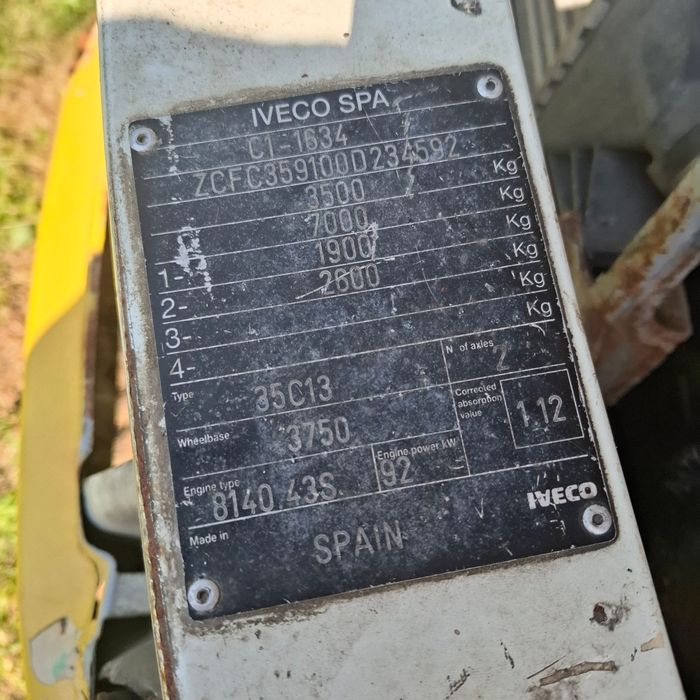 IVECO SPA
C1-1634
ZCFC359100D234592
3500 Kg
7000 Kg
1- 1900 Kg
2- 2600 Kg
3- Kg
4- Kg
Type 35C13
N of axles 2
Wheelbase 3750
Corrected absorption value 1.12
Engine type 8140.43S.
Engine power kW 92
Made in SPAIN
IVECO